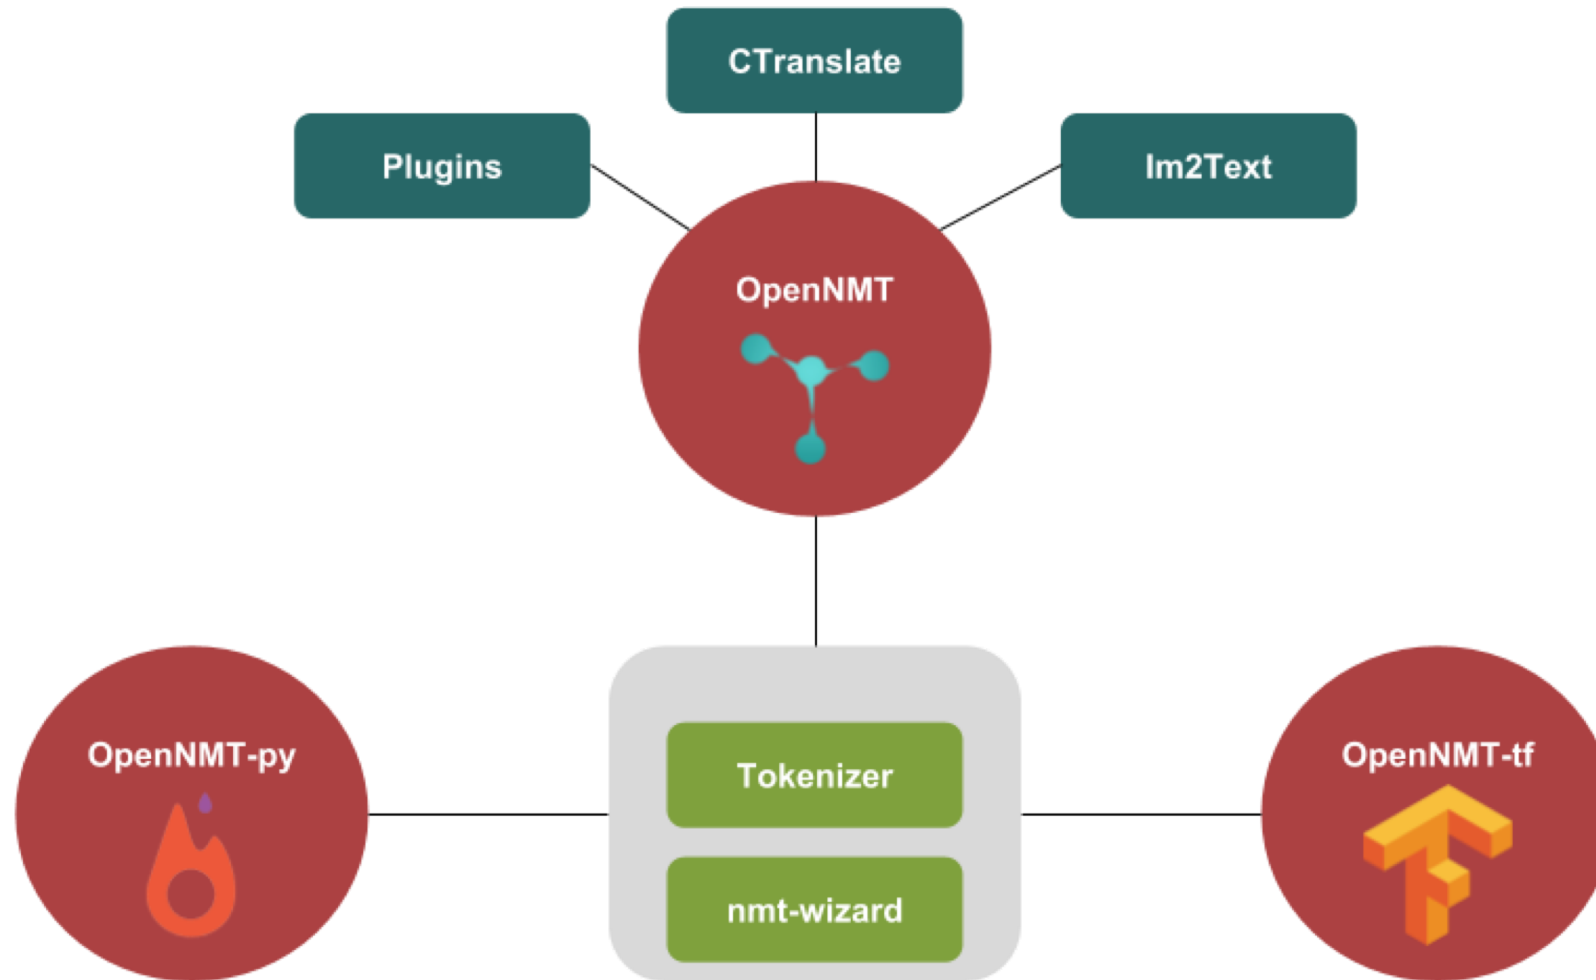 CTranslate
Plugins
Im2Text
OpenNMT
OpenNMT-py
OpenNMT-tf
Tokenizer
nmt-wizard